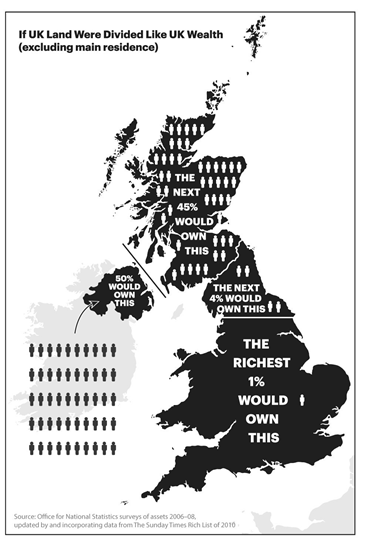 If UK Land Were Divided Like UK Wealth
(excluding main residence)
THE
NEXT
45%
WOULD
OWN
THIS
50%
WOULD
OWN
THIS
THE NEXT
4% WOULD
OWN THIS
THE
RICHEST
1%
WOULD
OWN
THIS
Source: Office for National Statistics surveys of assets 2006–08,
updated by and incorporating data from The Sunday Times Rich List of 2010